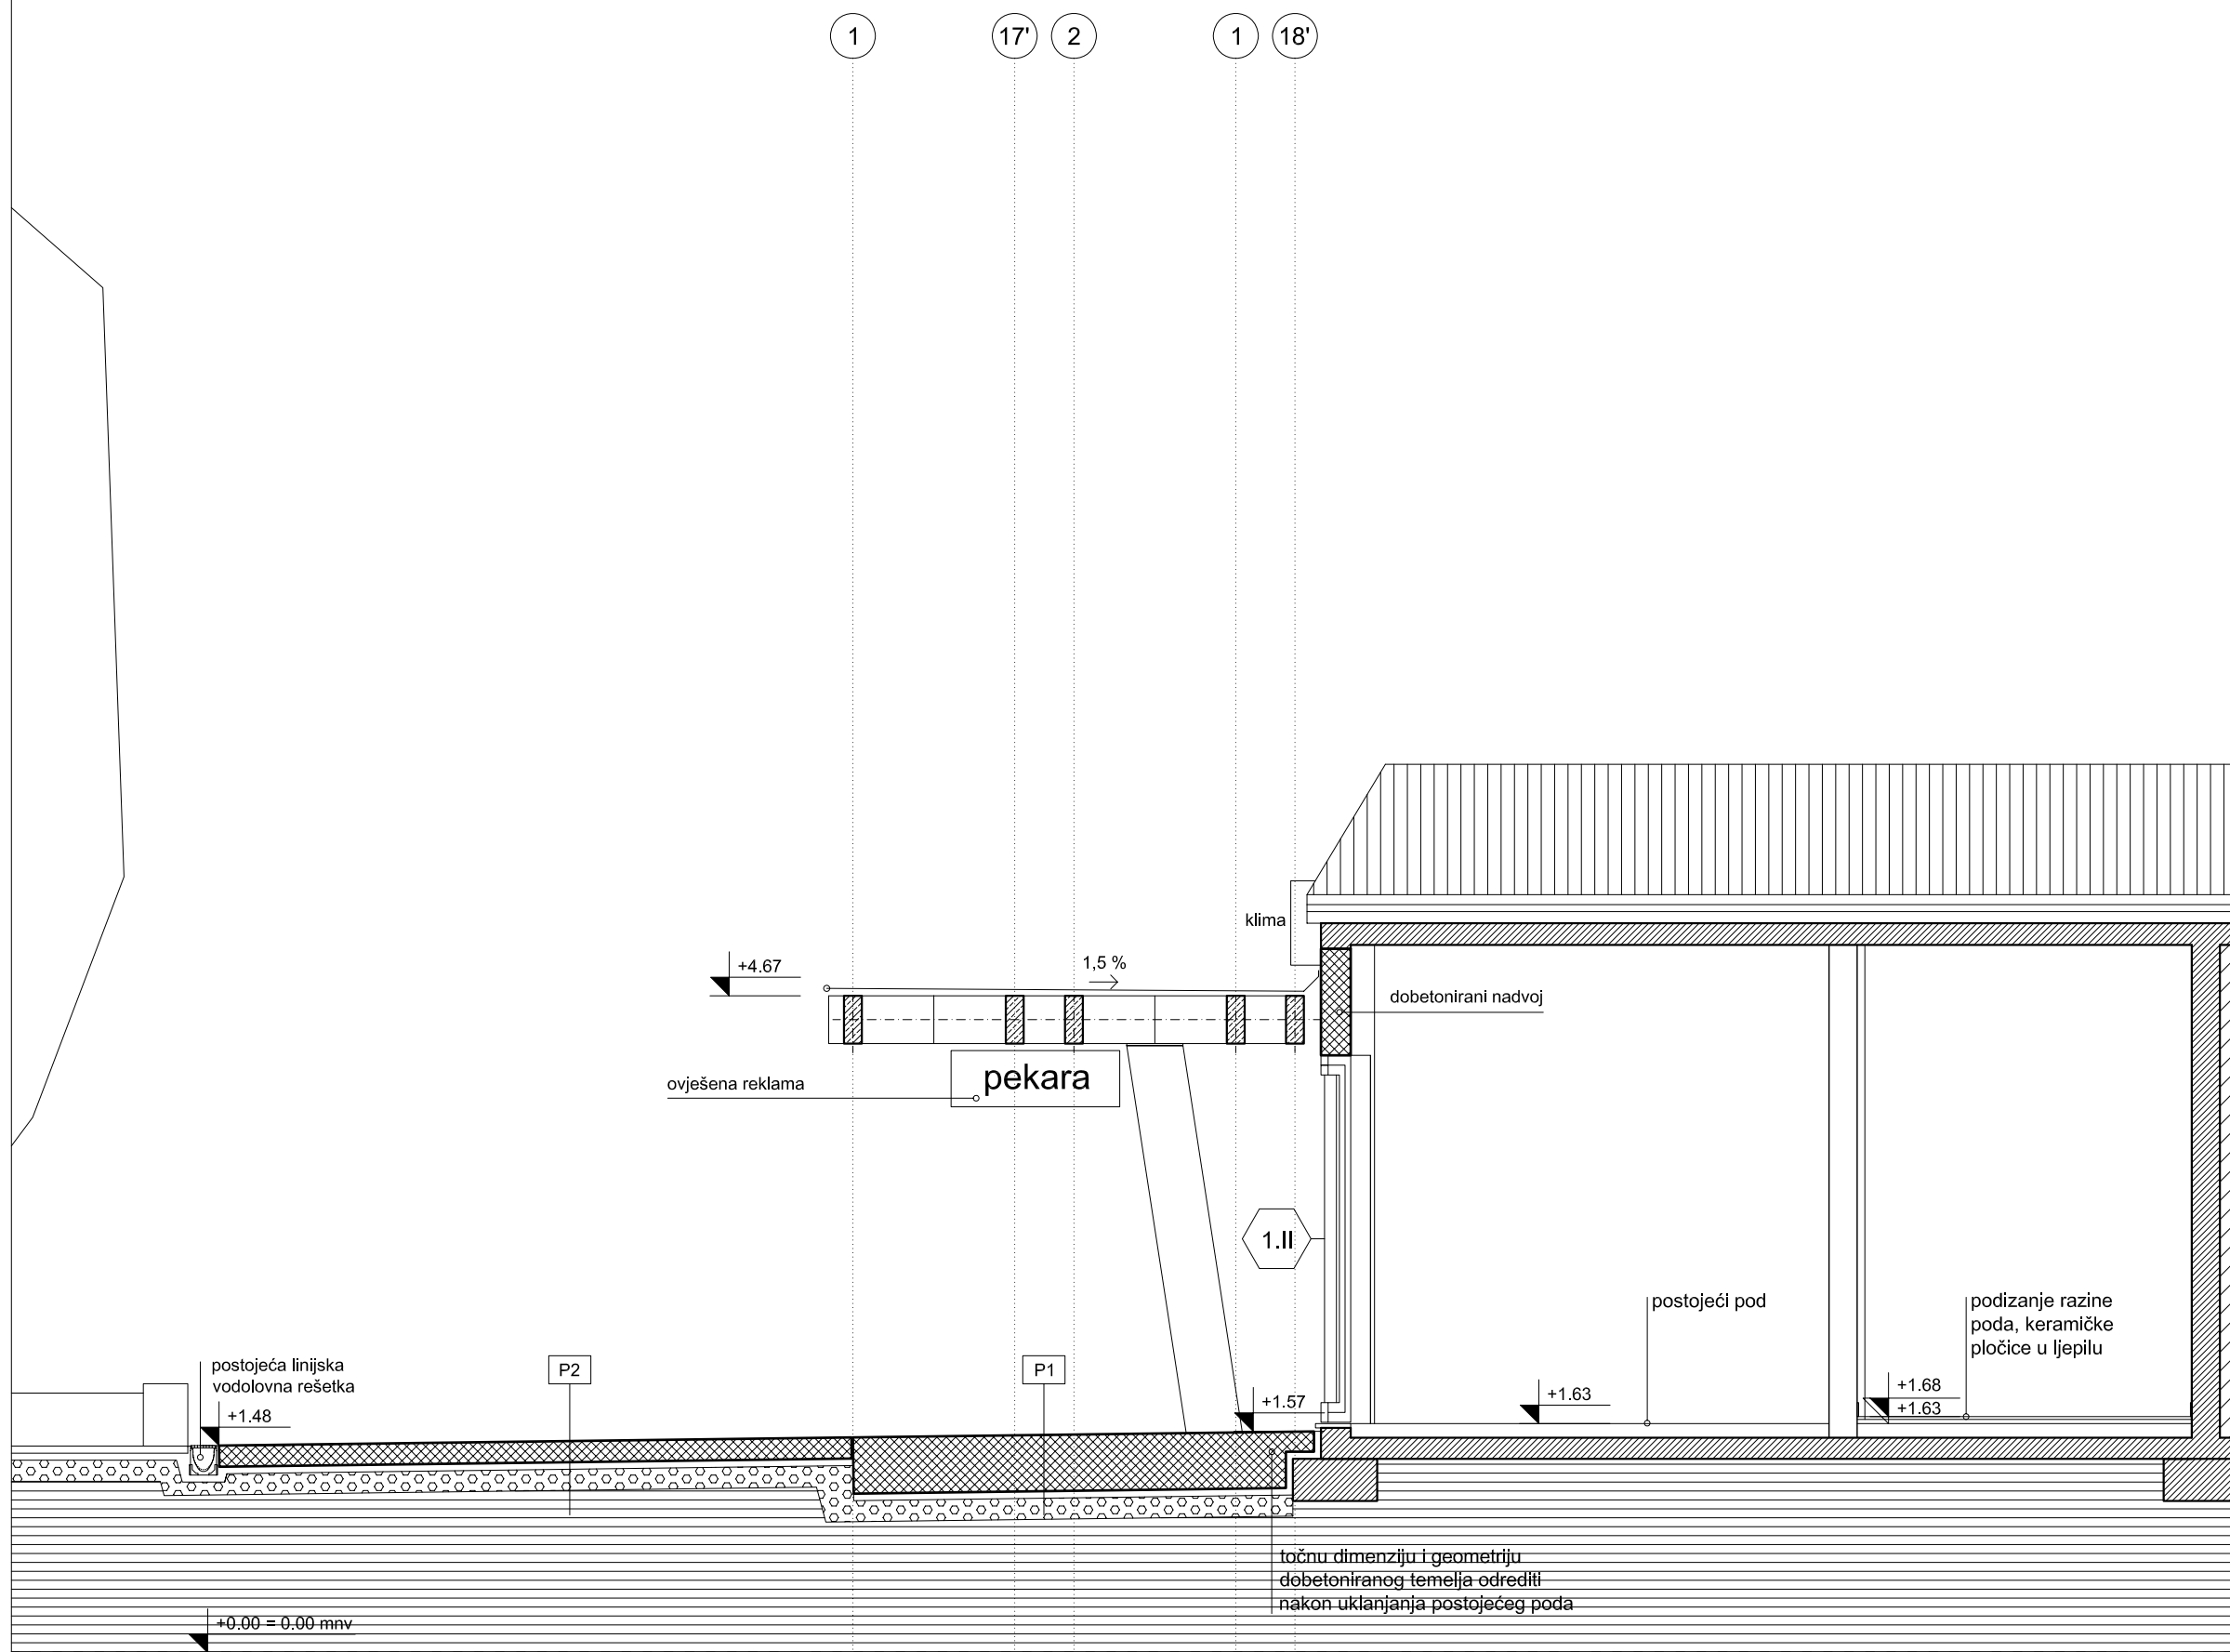 1
17'
2
1
18'
klima
+4.67
1,5 %
dobetonirani nadvoj
ovješena reklama
pekara
1.II
postojeći pod
podizanje razine
poda, keramičke
pločice u ljepilu
postojeća linijska
vodolovna rešetka
P2
P1
+1.48
+1.57
+1.63
+1.68
+1.63
točnu dimenziju i geometriju
dobetoniranog temelja odrediti
nakon uklanjanja postojećeg poda
+0.00 = 0.00 mnv